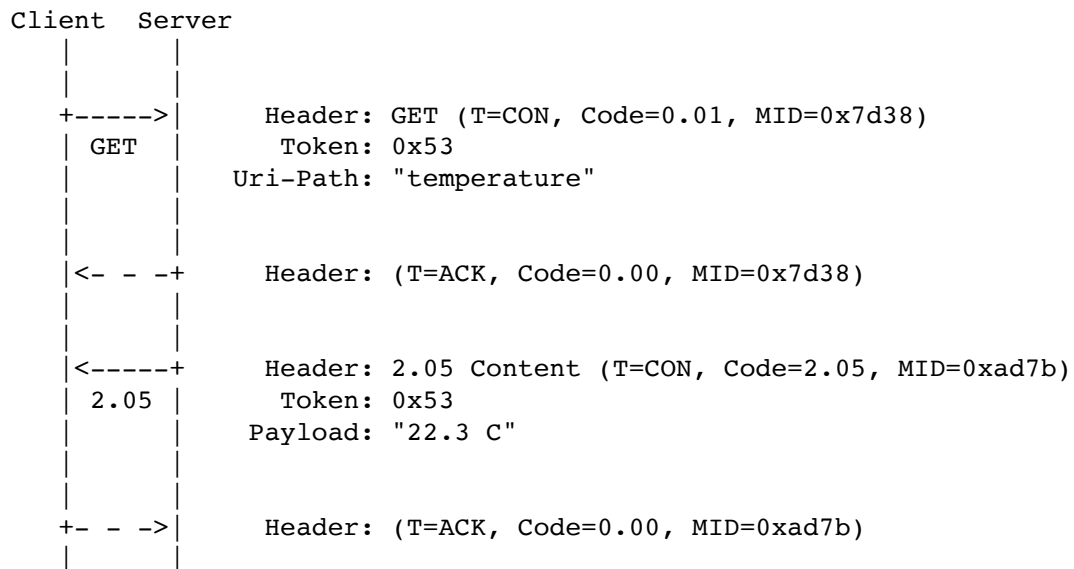 Client Server
Header: GET (T=CON, Code=0.01, MID=0x7d38)
GET Token: 0x53
Uri-Path: "temperature"
Header: (T=ACK, Code=0.00, MID=0x7d38)
Header: 2.05 Content (T=CON, Code=2.05, MID=0xad7b)
2.05 Token: 0x53
Payload: "22.3 C"
Header: (T=ACK, Code=0.00, MID=0xad7b)